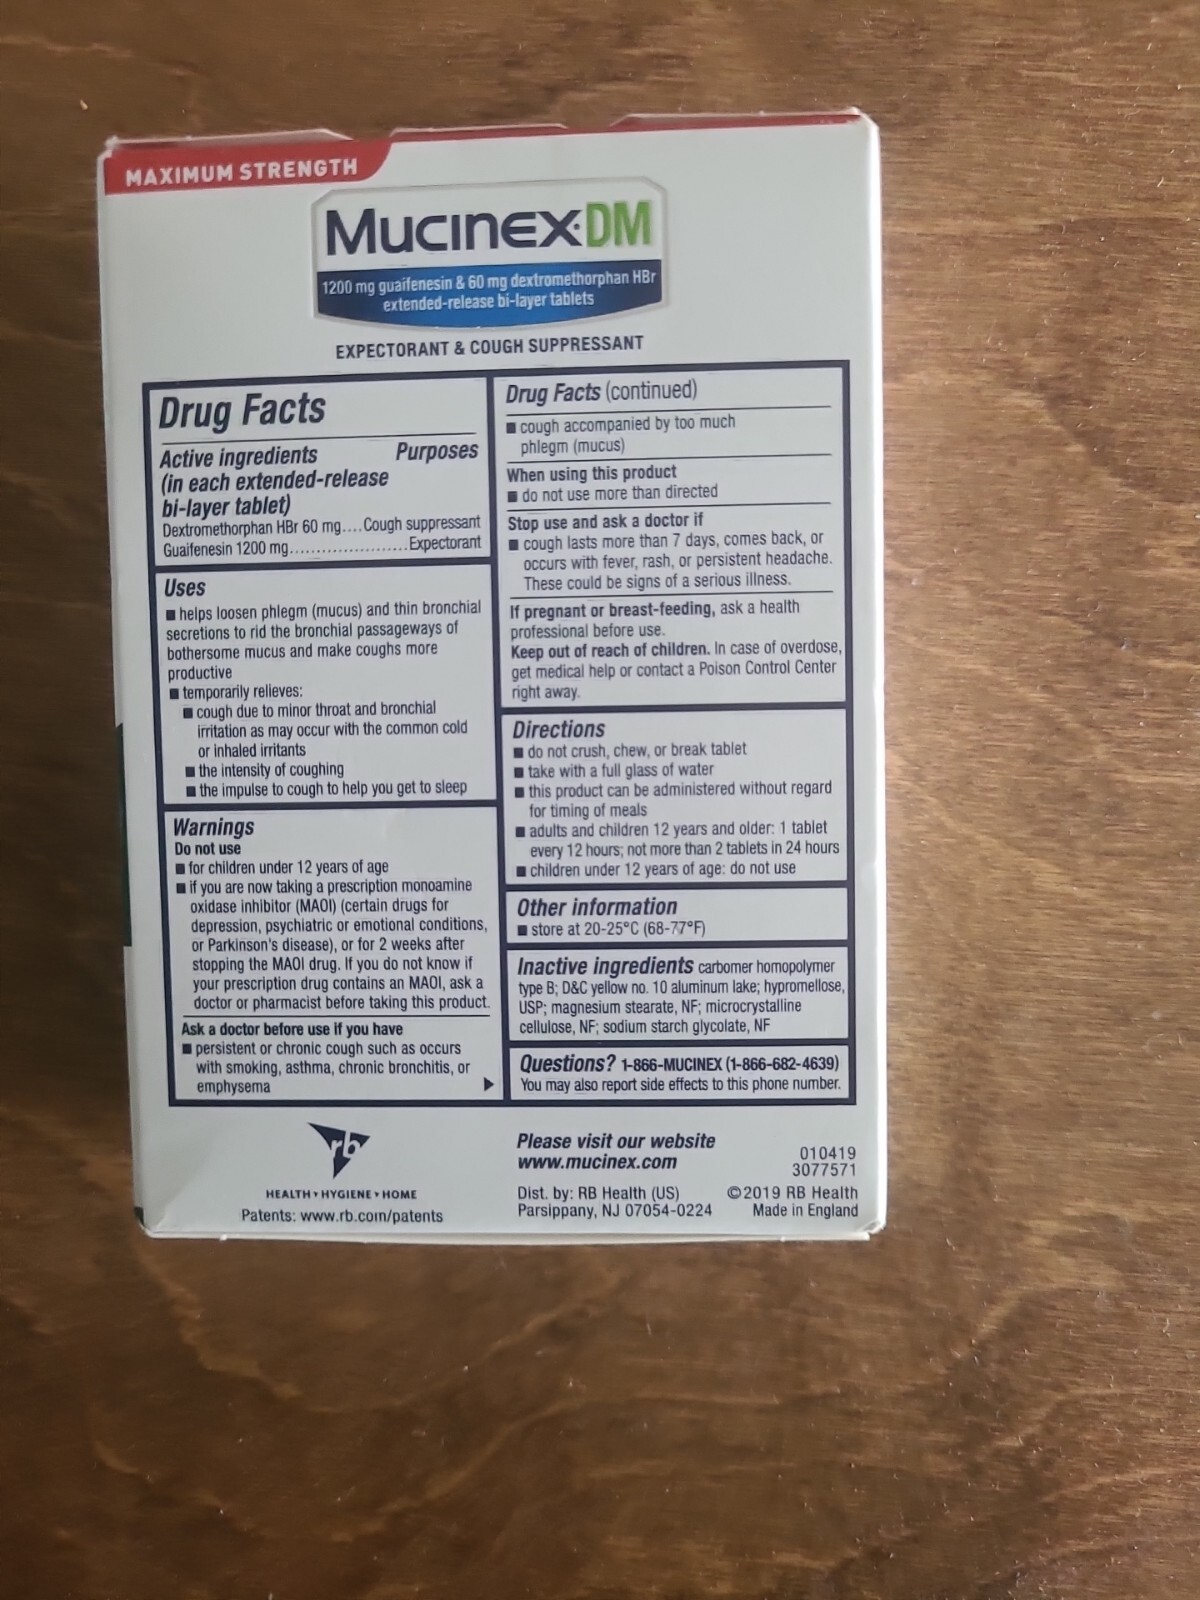 MAXIMUM STRENGTH
Mucinex·DM
1200 mg guaifenesin & 60 mg dextromethorphan HBr
extended-release bi-layer tablets
EXPECTORANT & COUGH SUPPRESSANT
Drug Facts
Active ingredients Purposes
(in each extended-release
bi-layer tablet)
Dextromethorphan HBr 60 mg....Cough suppressant
Guaifenesin 1200 mg......................Expectorant
Uses
■ helps loosen phlegm (mucus) and thin bronchial
secretions to rid the bronchial passageways of
bothersome mucus and make coughs more
productive
■ temporarily relieves:
■ cough due to minor throat and bronchial
irritation as may occur with the common cold
or inhaled irritants
■ the intensity of coughing
■ the impulse to cough to help you get to sleep
Warnings
Do not use
■ for children under 12 years of age
■ if you are now taking a prescription monoamine
oxidase inhibitor (MAOI) (certain drugs for
depression, psychiatric or emotional conditions,
or Parkinson's disease), or for 2 weeks after
stopping the MAOI drug. If you do not know if
your prescription drug contains an MAOI, ask a
doctor or pharmacist before taking this product.
Ask a doctor before use if you have
■ persistent or chronic cough such as occurs
with smoking, asthma, chronic bronchitis, or
emphysema
Drug Facts (continued)
■ cough accompanied by too much
phlegm (mucus)
When using this product
■ do not use more than directed
Stop use and ask a doctor if
■ cough lasts more than 7 days, comes back, or
occurs with fever, rash, or persistent headache.
These could be signs of a serious illness.
If pregnant or breast-feeding, ask a health
professional before use.
Keep out of reach of children. In case of overdose,
get medical help or contact a Poison Control Center
right away.
Directions
■ do not crush, chew, or break tablet
■ take with a full glass of water
■ this product can be administered without regard
for timing of meals
■ adults and children 12 years and older: 1 tablet
every 12 hours; not more than 2 tablets in 24 hours
■ children under 12 years of age: do not use
Other information
■ store at 20-25°C (68-77°F)
Inactive ingredients carbomer homopolymer
type B; D&C yellow no. 10 aluminum lake; hypromellose,
USP; magnesium stearate, NF; microcrystalline
cellulose, NF; sodium starch glycolate, NF
Questions? 1-866-MUCINEX (1-866-682-4639)
You may also report side effects to this phone number.
rb
HEALTH • HYGIENE • HOME
Patents: www.rb.com/patents
Please visit our website
www.mucinex.com
Dist. by: RB Health (US)
Parsippany, NJ 07054-0224
010419
3077571
©2019 RB Health
Made in England